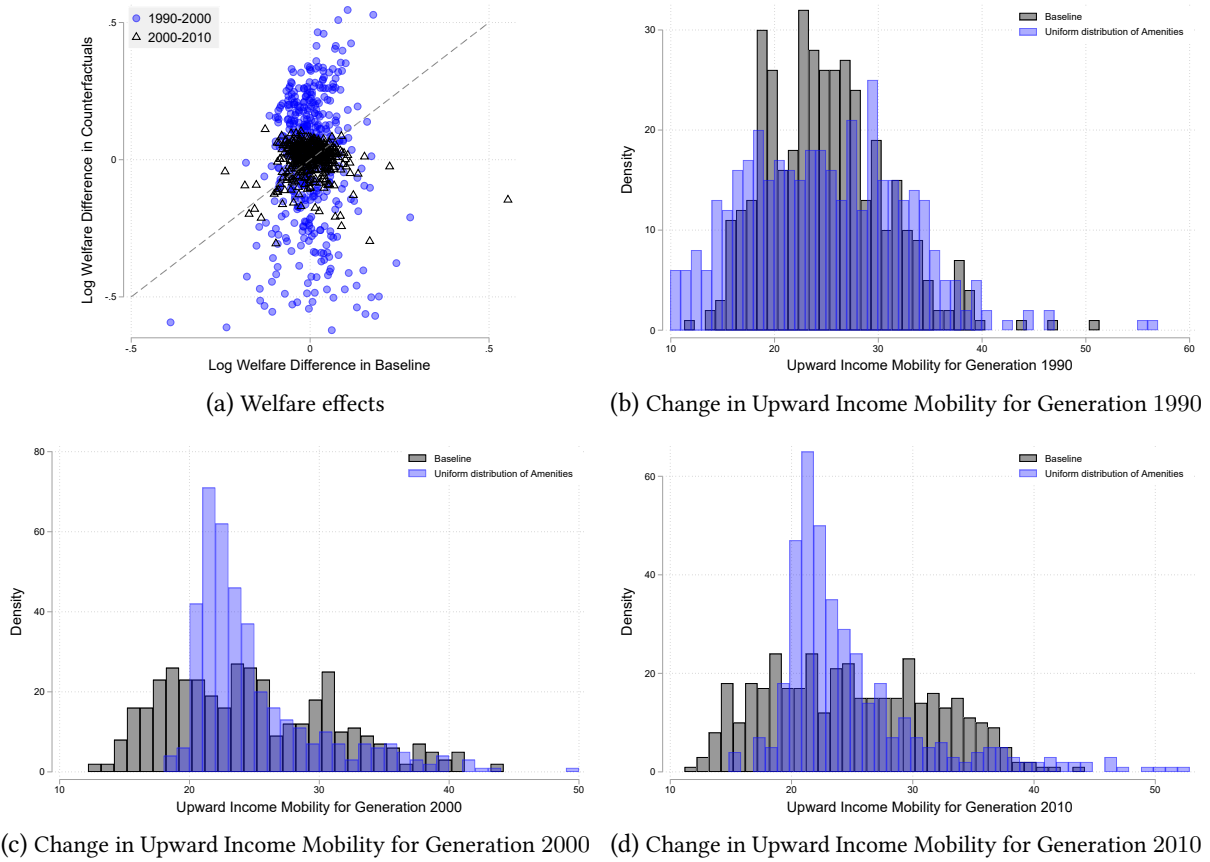 .5
0
-.5
-.5
0
.5
Log Welfare Difference in Counterfactuals
Log Welfare Difference in Baseline
1990-2000
2000-2010
(a) Welfare effects
30
20
10
0
10
20
30
40
50
60
Density
Upward Income Mobility for Generation 1990
Baseline
Uniform distribution of Amenities
(b) Change in Upward Income Mobility for Generation 1990
80
60
40
20
0
10
20
30
40
50
Density
Upward Income Mobility for Generation 2000
Baseline
Uniform distribution of Amenities
(c) Change in Upward Income Mobility for Generation 2000
60
40
20
0
10
20
30
40
50
Density
Upward Income Mobility for Generation 2010
Baseline
Uniform distribution of Amenities
(d) Change in Upward Income Mobility for Generation 2010